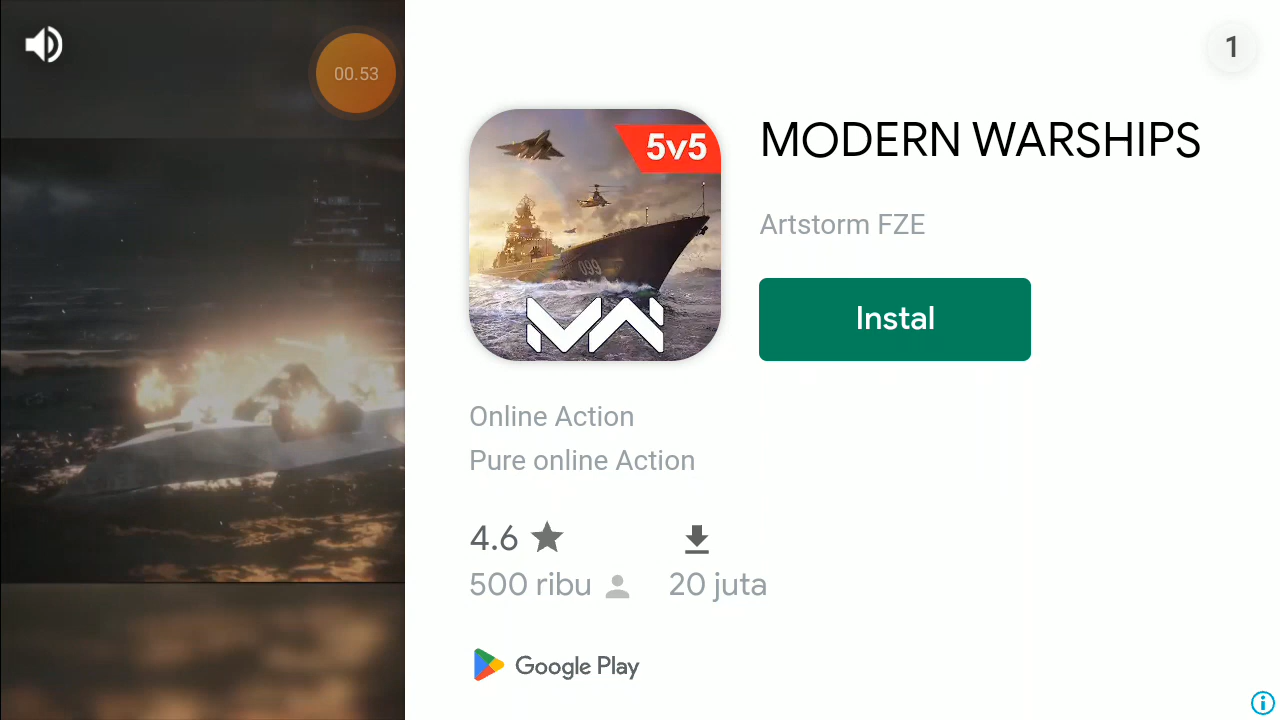 00.53
1
5v5
099
MODERN WARSHIPS
Artstorm FZE
Instal
Online Action
Pure online Action
4.6
500 ribu
20 juta
Google Play